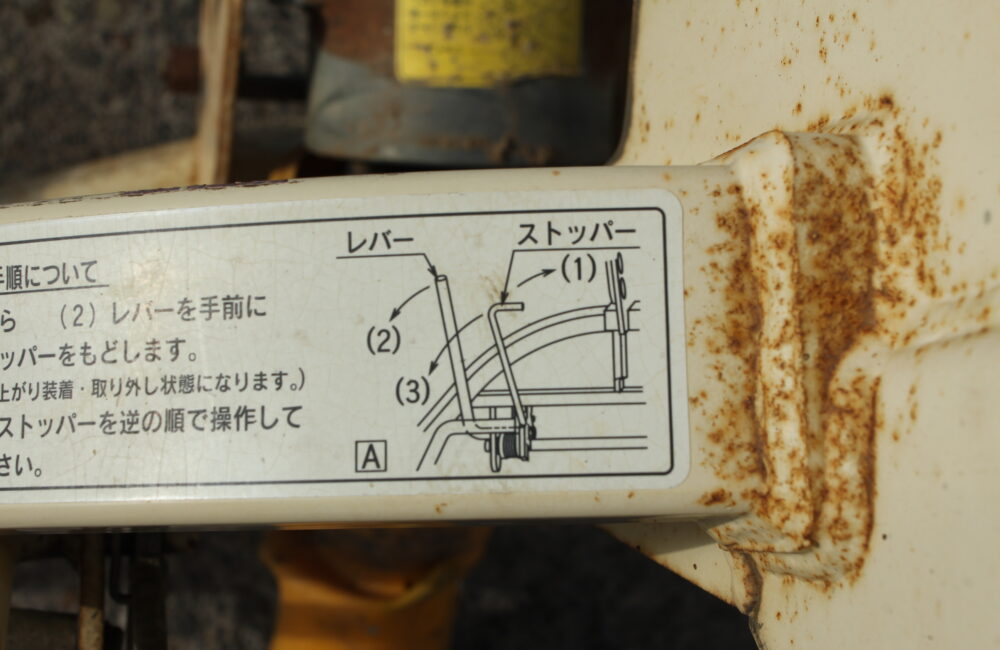 手順について
ら (2)レバーを手前に
ッパーをもどします。
上がり装着・取り外し状態になります。)
ストッパーを逆の順で操作して
さい。
レバー
ストッパー
(1)
(2)
(3)
A